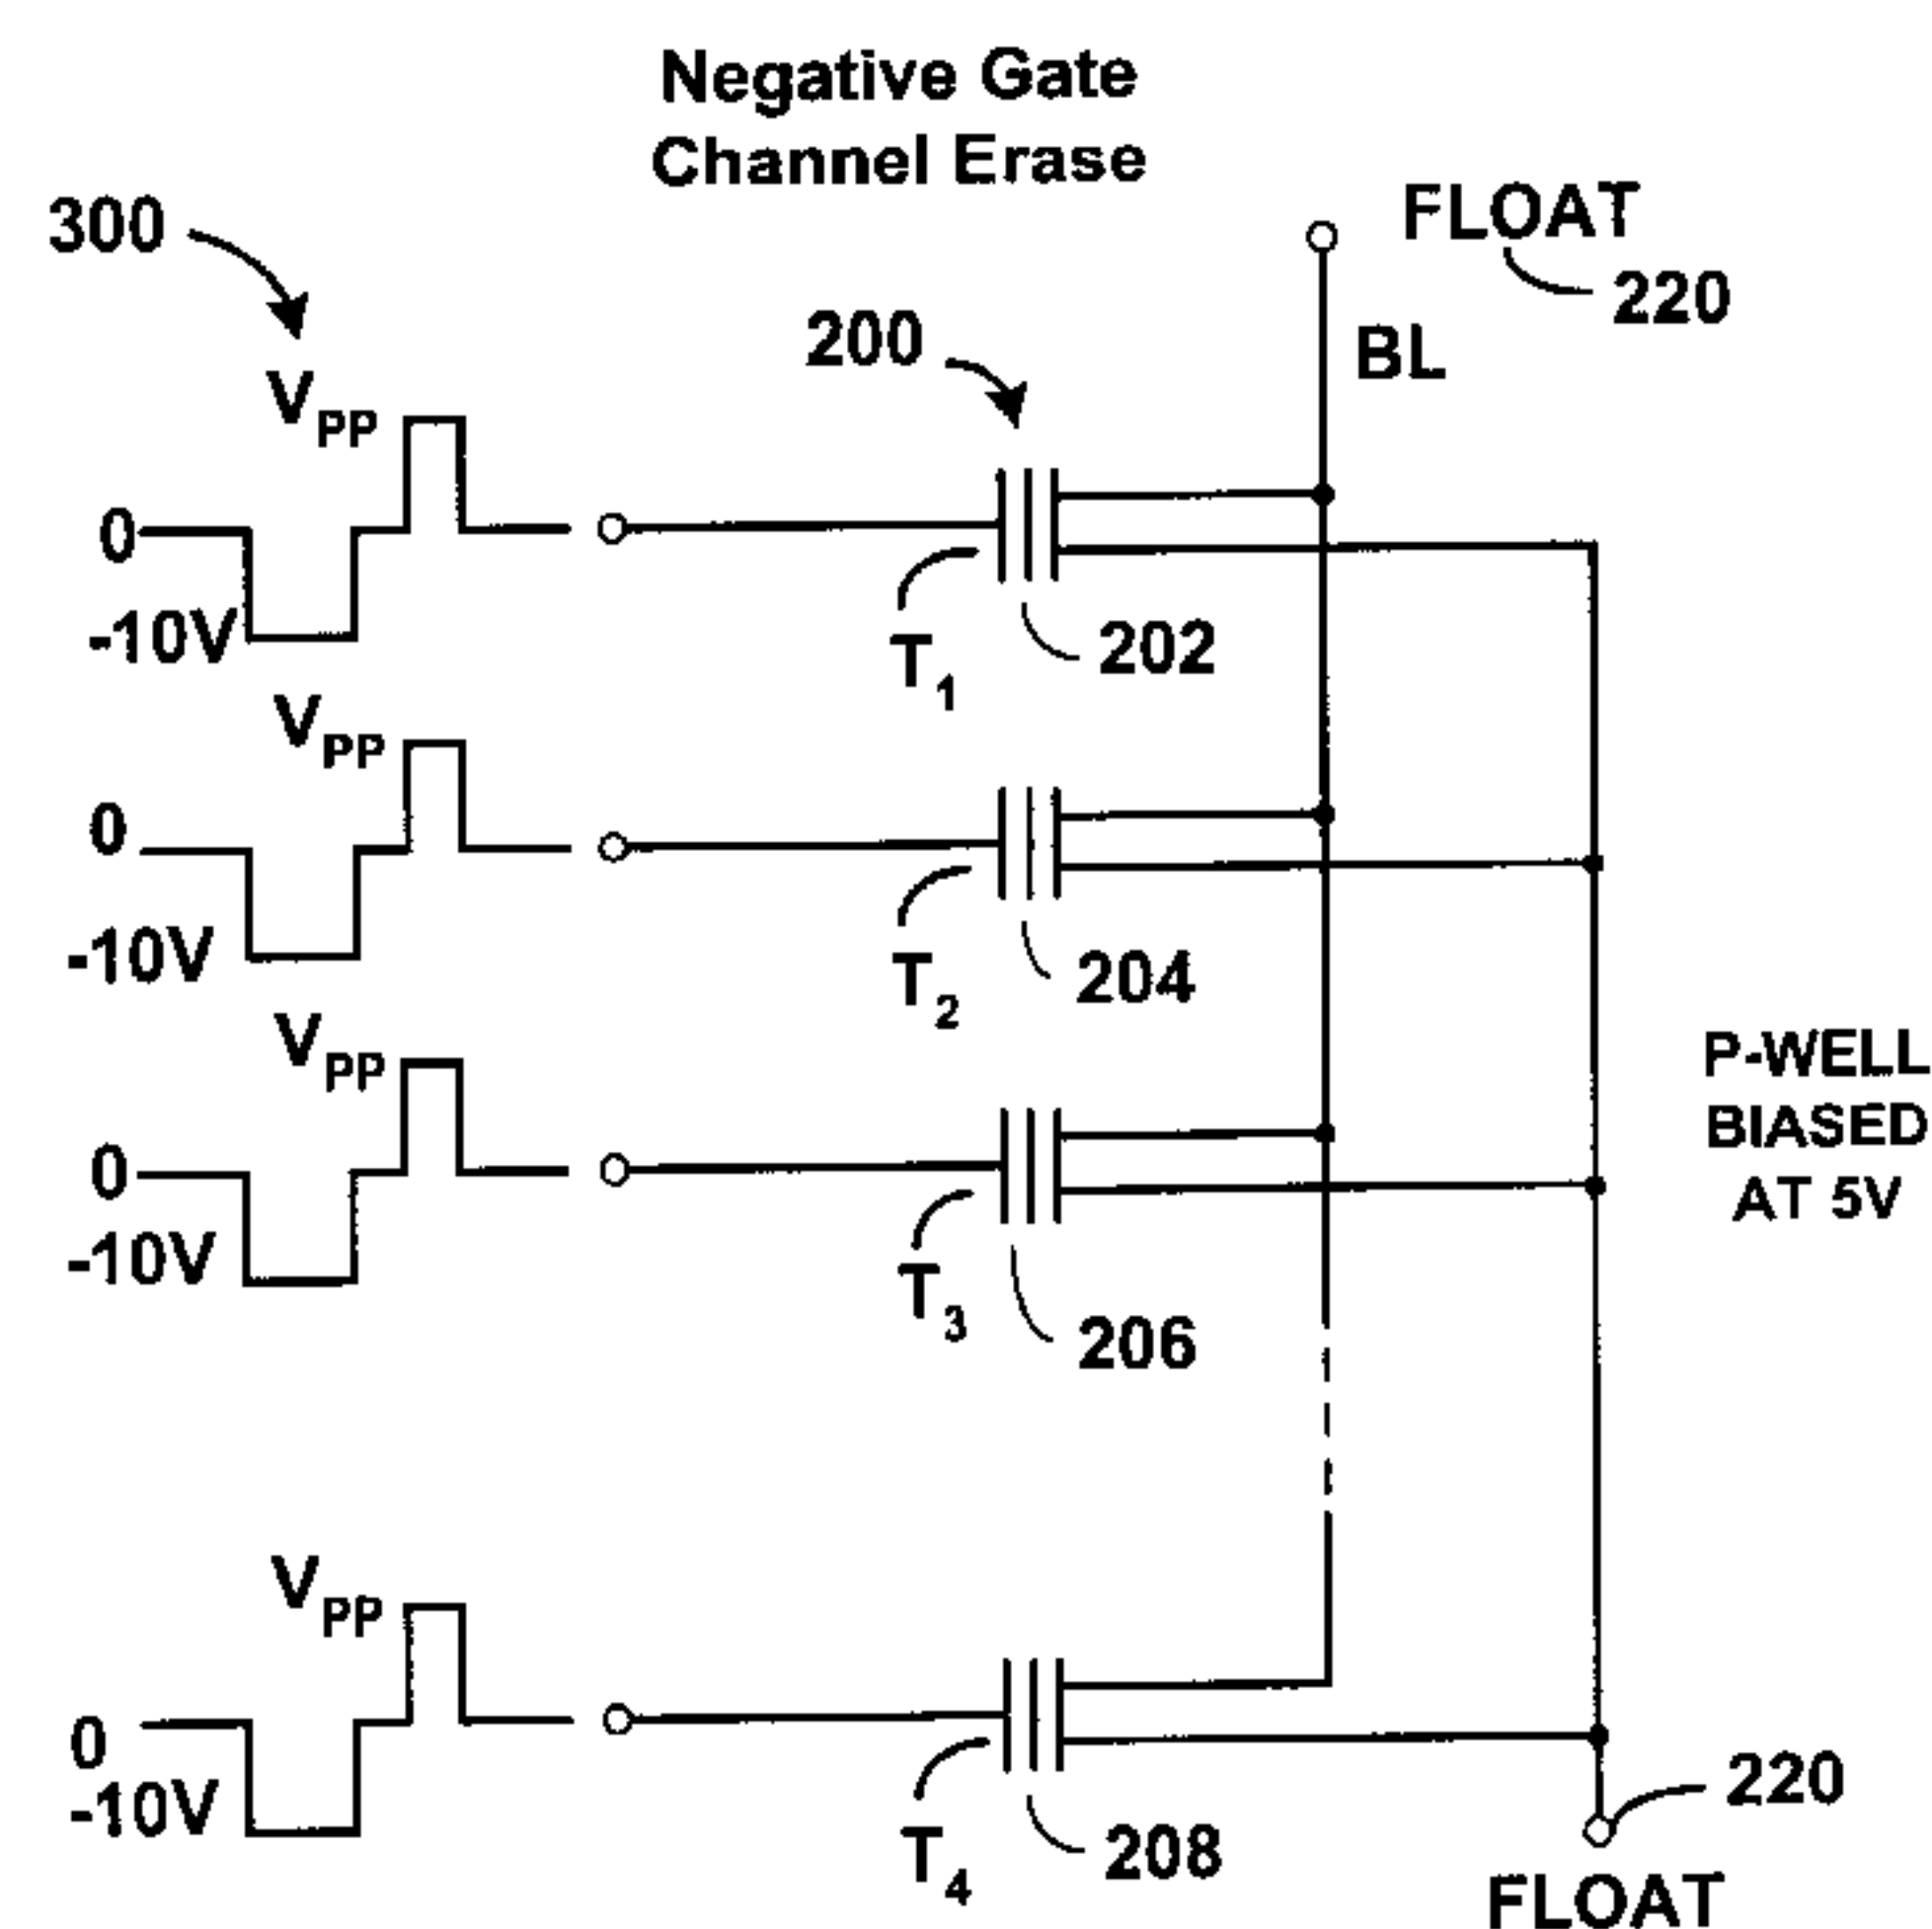 Negative Gate
Channel Erase
300
FLOAT
220
200
BL
VPP
0
-10V
T1
202
VPP
0
-10V
T2
204
VPP
0
-10V
T3
206
P-WELL
BIASED
AT 5V
VPP
0
-10V
T4
208
220
FLOAT